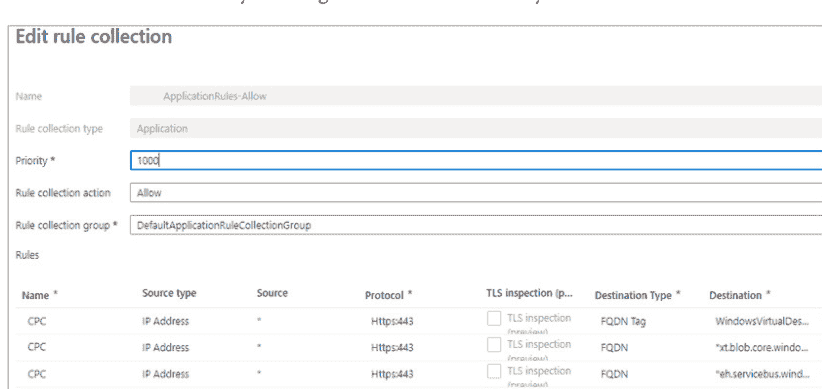 Edit rule collection
Name ApplicationRules-Allow
Rule collection type Application
Priority * 1000
Rule collection action Allow
Rule collection group * DefaultApplicationRuleCollectionGroup
Rules
Name * Source type Source Protocol * TLS inspection (p... Destination Type * Destination *
CPC IP Address * Https:443 TLS inspection (preview) FQDN Tag WindowsVirtualDes...
CPC IP Address * Https:443 TLS inspection (preview) FQDN *xt.blob.core.windo...
CPC IP Address * Https:443 TLS inspection (preview) FQDN *eh.servicebus.wind...